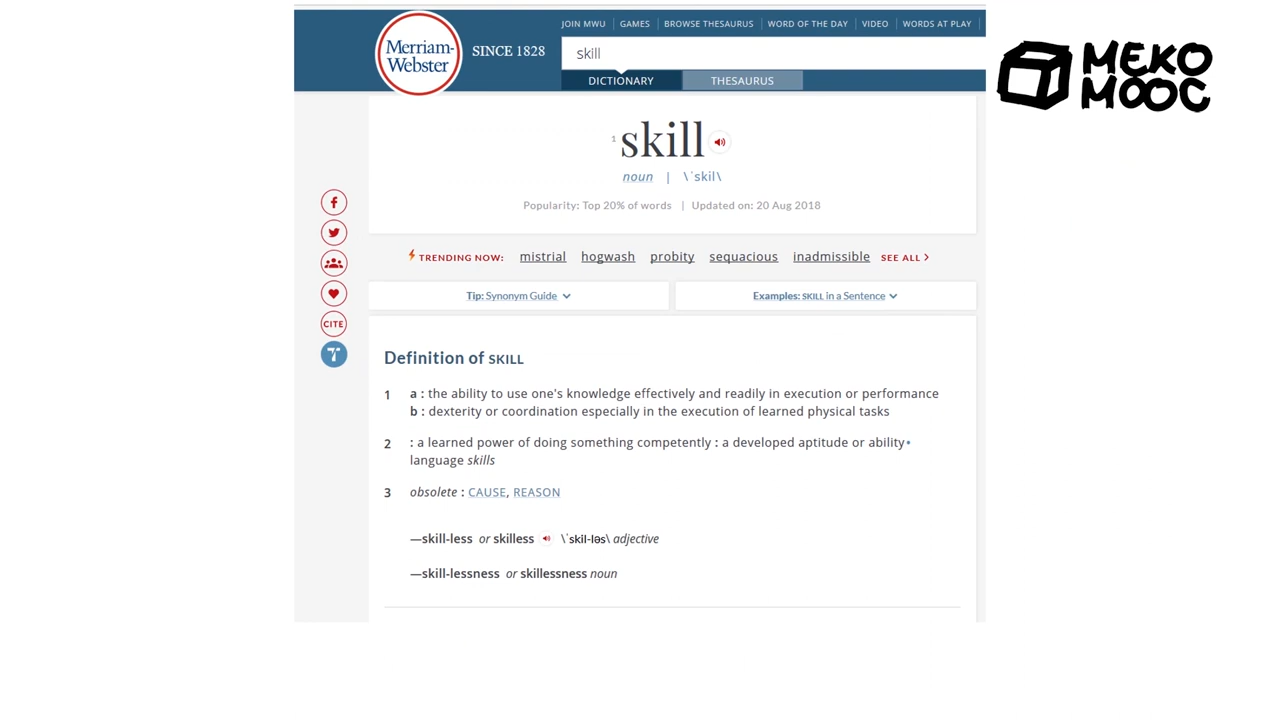 JOIN MWU GAMES BROWSE THESAURUS WORD OF THE DAY VIDEO WORDS AT PLAY
Merriam-
Webster
SINCE 1828
skill
DICTIONARY THESAURUS
MEKO
MOOC
1 skill
noun | \ˈskil\
Popularity: Top 20% of words | Updated on: 20 Aug 2018
TRENDING NOW: mistrial hogwash probity sequacious inadmissible SEE ALL
Tip: Synonym Guide
Examples: SKILL in a Sentence
CITE
Definition of SKILL
1 a : the ability to use one's knowledge effectively and readily in execution or performance
b : dexterity or coordination especially in the execution of learned physical tasks
2 : a learned power of doing something competently : a developed aptitude or ability•
language skills
3 obsolete : CAUSE, REASON
—skill-less or skilless \ˈskil-ləs\ adjective
—skill-lessness or skillessness noun